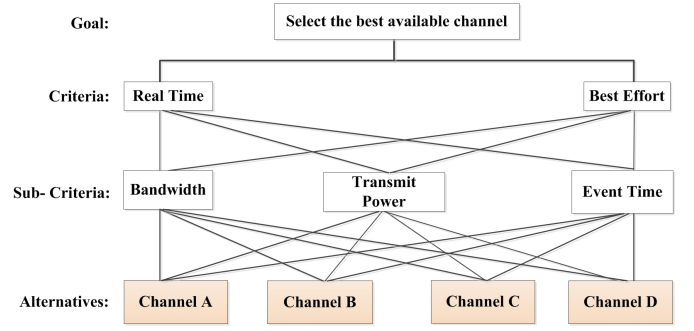 Goal:
Select the best available channel
Criteria:
Real Time
Best Effort
Sub- Criteria:
Bandwidth
Transmit
Power
Event Time
Alternatives:
Channel A
Channel B
Channel C
Channel D